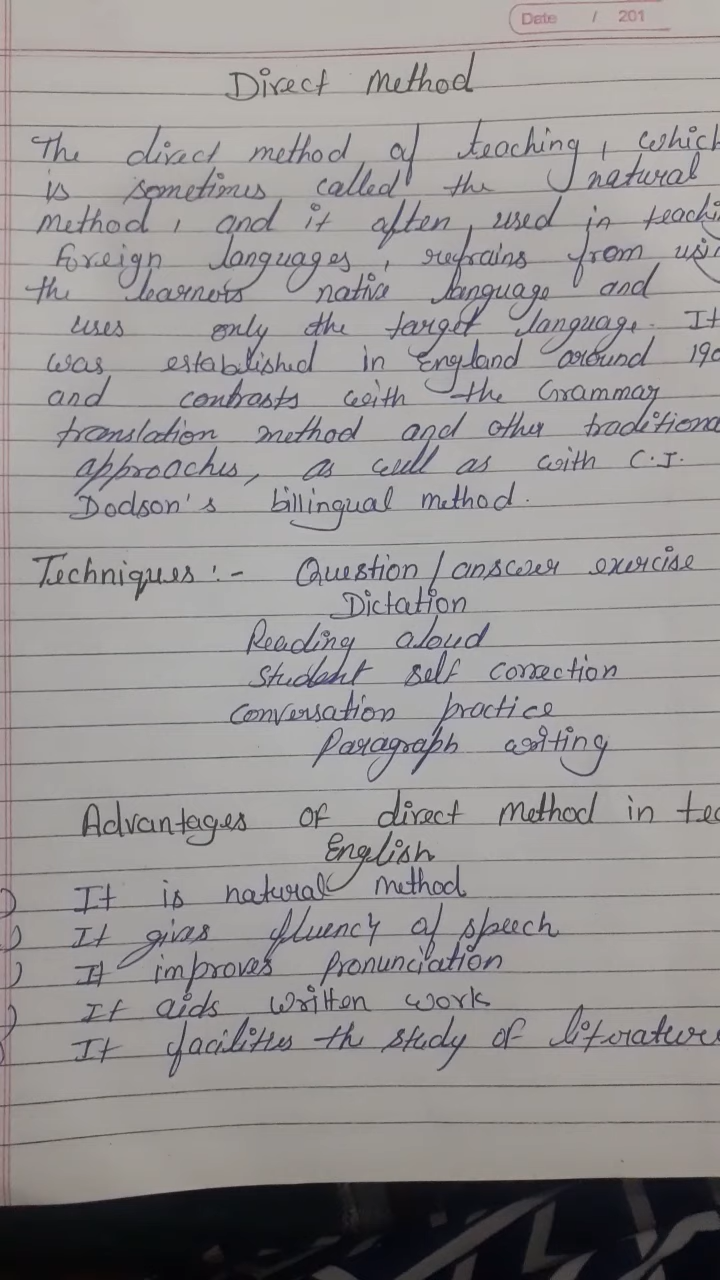 Date / 201
Direct Method
The direct method of teaching, which
is sometimes called the natural
method, and it often, used in teachi
foreign languages, refrains from usin
the learners native language and
uses only the target language. It
was established in England around 190
and contrasts with the Grammar
translation method and other traditiona
approaches, as well as with C.J.
Dodson's billingual method.
Techniques :- Question / answer exercise
Dictation
Reading aloud
Student self correction
Conversation practice
Paragraph writing
Advantages of direct method in tea
English
) It is natural method
) It gives fluency of speech
) It improves pronunciation
) It aids written work
It facilities the study of literature